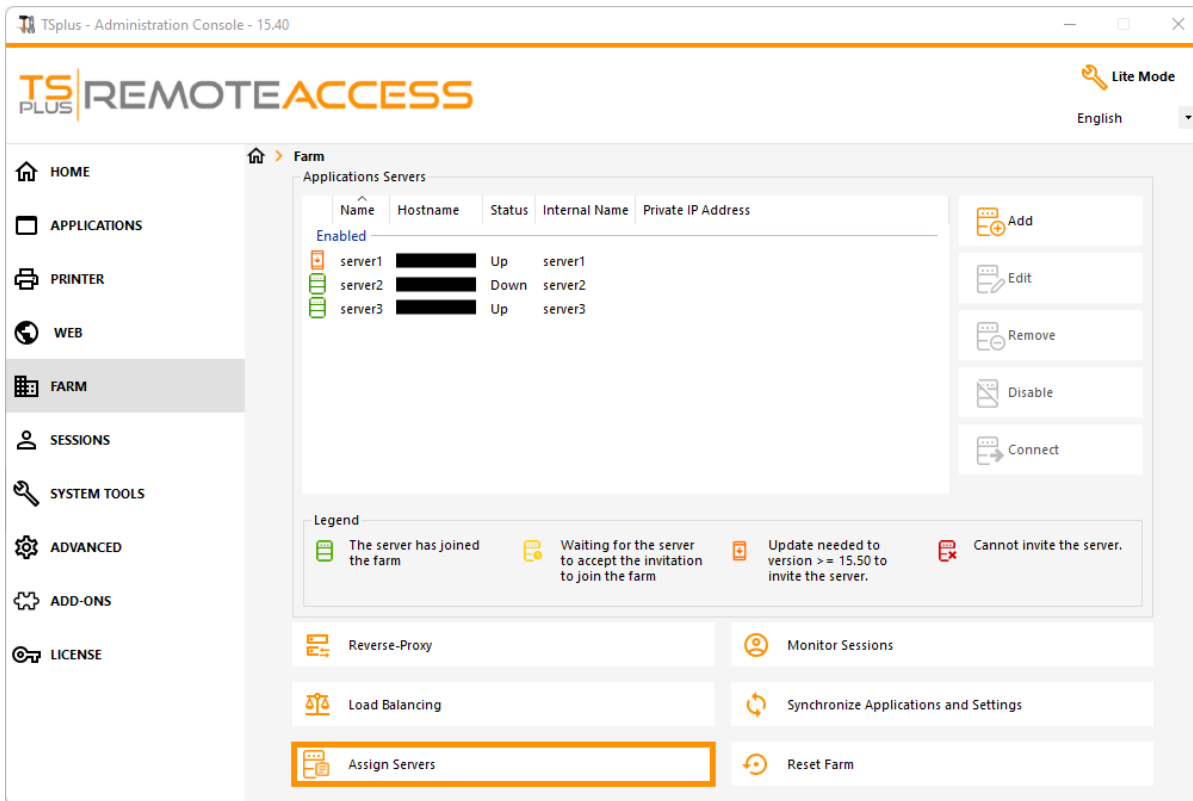 TSplus - Administration Console - 15.40
TS PLUS REMOTEACCESS
Lite Mode
English
HOME
APPLICATIONS
PRINTER
WEB
FARM
SESSIONS
SYSTEM TOOLS
ADVANCED
ADD-ONS
LICENSE
Farm
Applications Servers
Name Hostname Status Internal Name Private IP Address
Enabled
server1 Up server1
server2 Down server2
server3 Up server3
Add
Edit
Remove
Disable
Connect
Legend
The server has joined
the farm
Waiting for the server
to accept the invitation
to join the farm
Update needed to
version >= 15.50 to
invite the server.
Cannot invite the server.
Reverse-Proxy
Monitor Sessions
Load Balancing
Synchronize Applications and Settings
Assign Servers
Reset Farm